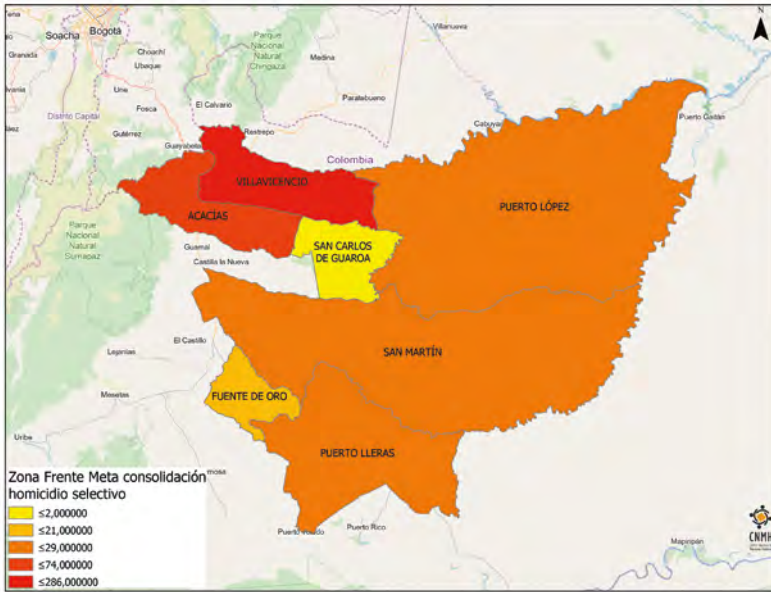 N
Villanueva
Soacha
Bogotá
Choachí
Ubaque
Parque
Nacional
Natural
Chingaza
Medina
Granada
Une
Fosca
El Calvario
Paratebueno
Distrito Capital
Gutiérrez
Restrepo
Guayabetal
Cabuyaro
Puerto Gaitán
Colombia
VILLAVICENCIO
PUERTO LÓPEZ
ACACÍAS
SAN CARLOS
DE GUAROA
Parque
Nacional
Natural
Sumapaz
Guamal
Castilla la Nueva
El Castillo
SAN MARTÍN
Lejanías
Mesetas
FUENTE DE ORO
Uribe
PUERTO LLERAS
Puerto Rico
Mapiripán
CNMH
Zona Frente Meta consolidación
homicidio selectivo
≤2,000000
≤21,000000
≤29,000000
≤74,000000
≤286,000000